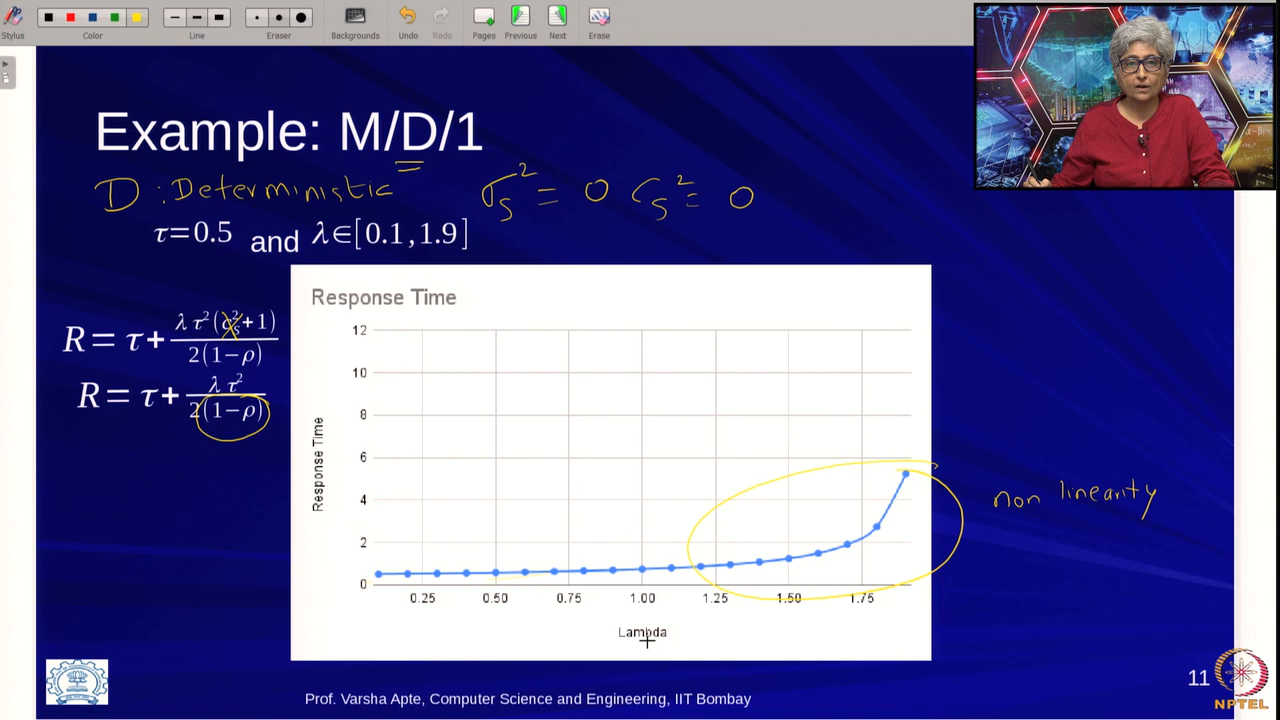 Stylus Color Line Eraser Backgrounds Undo Redo Pages Previous Next Erase
Example: M/D/1
D : Deterministic σ_s² = 0 C_s² = 0
τ=0.5 and λ∈[0.1,1.9]
R=τ+ λτ²(c_s²+1) / 2(1−ρ)
R=τ+ λτ² / 2(1−ρ)
Response Time
12
10
8
6
4
2
0
Response Time
0.25 0.50 0.75 1.00 1.25 1.50 1.75
Lambda
non linearity
Prof. Varsha Apte, Computer Science and Engineering, IIT Bombay
11
NPTEL